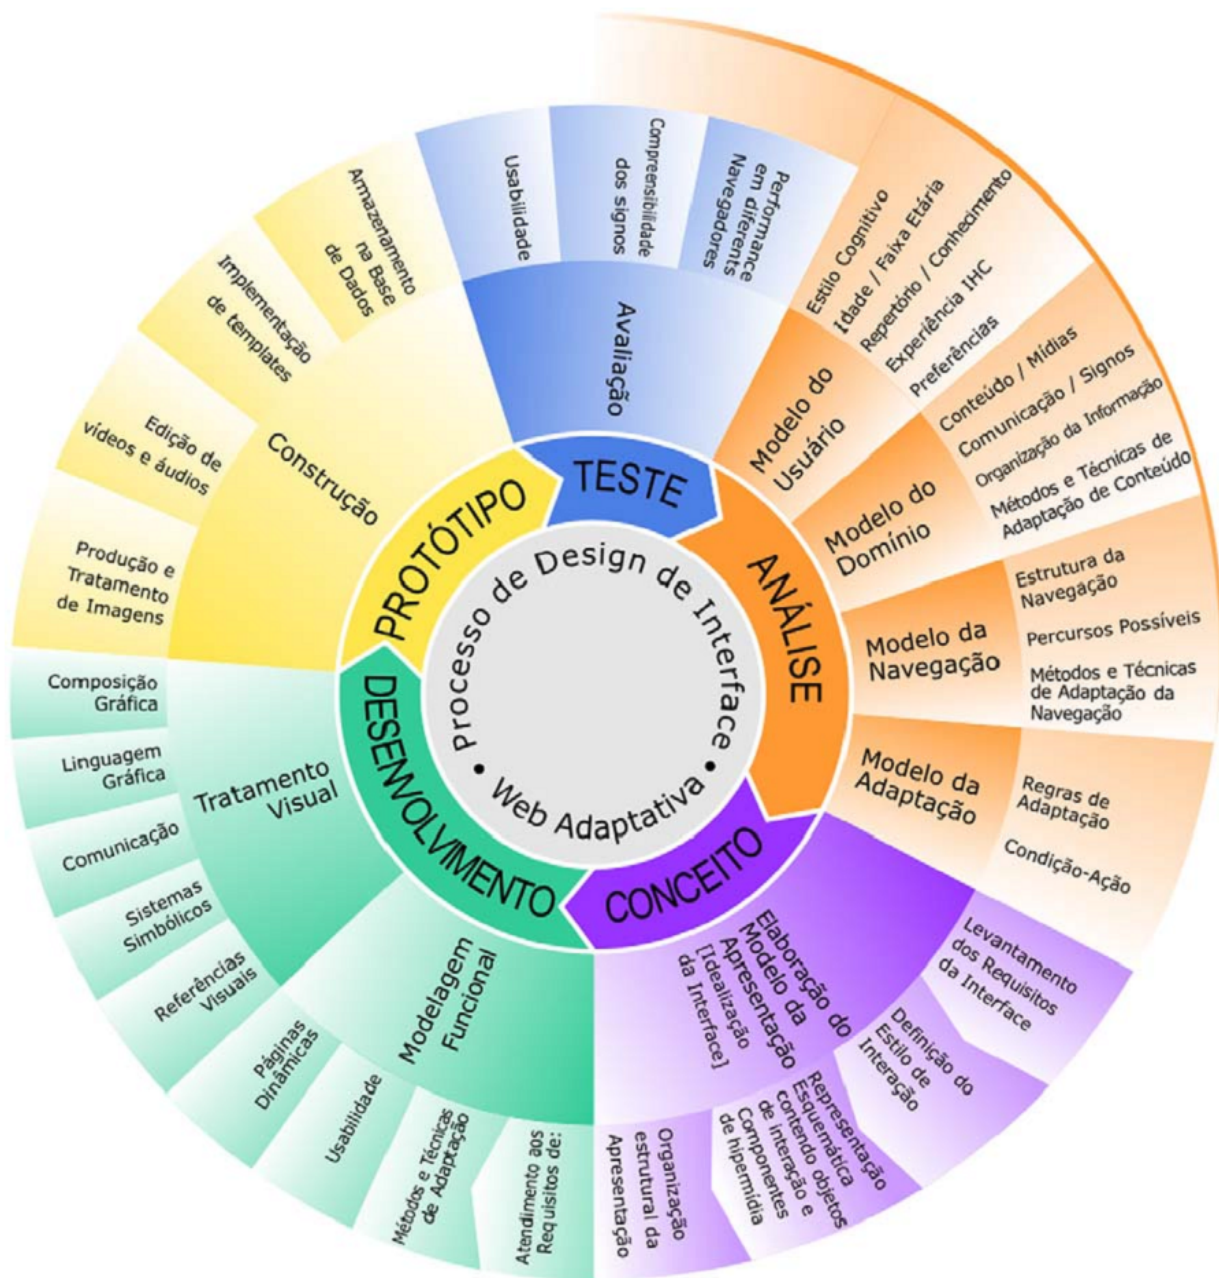 Processo de Design de Interface
• Web Adaptativa •
TESTE
Avaliação
Usabilidade
Compreensibilidade
dos signos
Performance
em diferents
Navegadores
ANÁLISE
Modelo do
Usuário
Estilo Cognitivo
Idade / Faixa Etária
Repertório / Conhecimento
Experiência IHC
Preferências
Modelo do
Domínio
Conteúdo / Mídias
Comunicação / Signos
Organização da Informação
Métodos e Técnicas de
Adaptação de Conteúdo
Modelo da
Navegação
Estrutura da
Navegação
Percursos Possíveis
Métodos e Técnicas
de Adaptação da
Navegação
Modelo da
Adaptação
Regras de
Adaptação
Condição-Ação
CONCEITO
Elaboração do
Modelo da
Apresentação
[Idealização
da Interface]
Levantamento
dos Requisitos
da Interface
Definição do
Estilo de
Interação
Representação
Esquemática
contendo objetos
de interação e
Componentes
de hipermídia
Organização
estrutural da
Apresentação
DESENVOLVIMENTO
Modelagem
Funcional
Atendimento aos
Requisitos de:
Métodos e Técnicas
de Adaptação
Usabilidade
Páginas
Dinâmicas
Tratamento
Visual
Referências
Visuais
Sistemas
Simbólicos
Comunicação
Linguagem
Gráfica
Composição
Gráfica
PROTÓTIPO
Construção
Produção e
Tratamento
de Imagens
Edição de
vídeos e áudios
Implementação
de templates
Armazenamento
na Base
de Dados